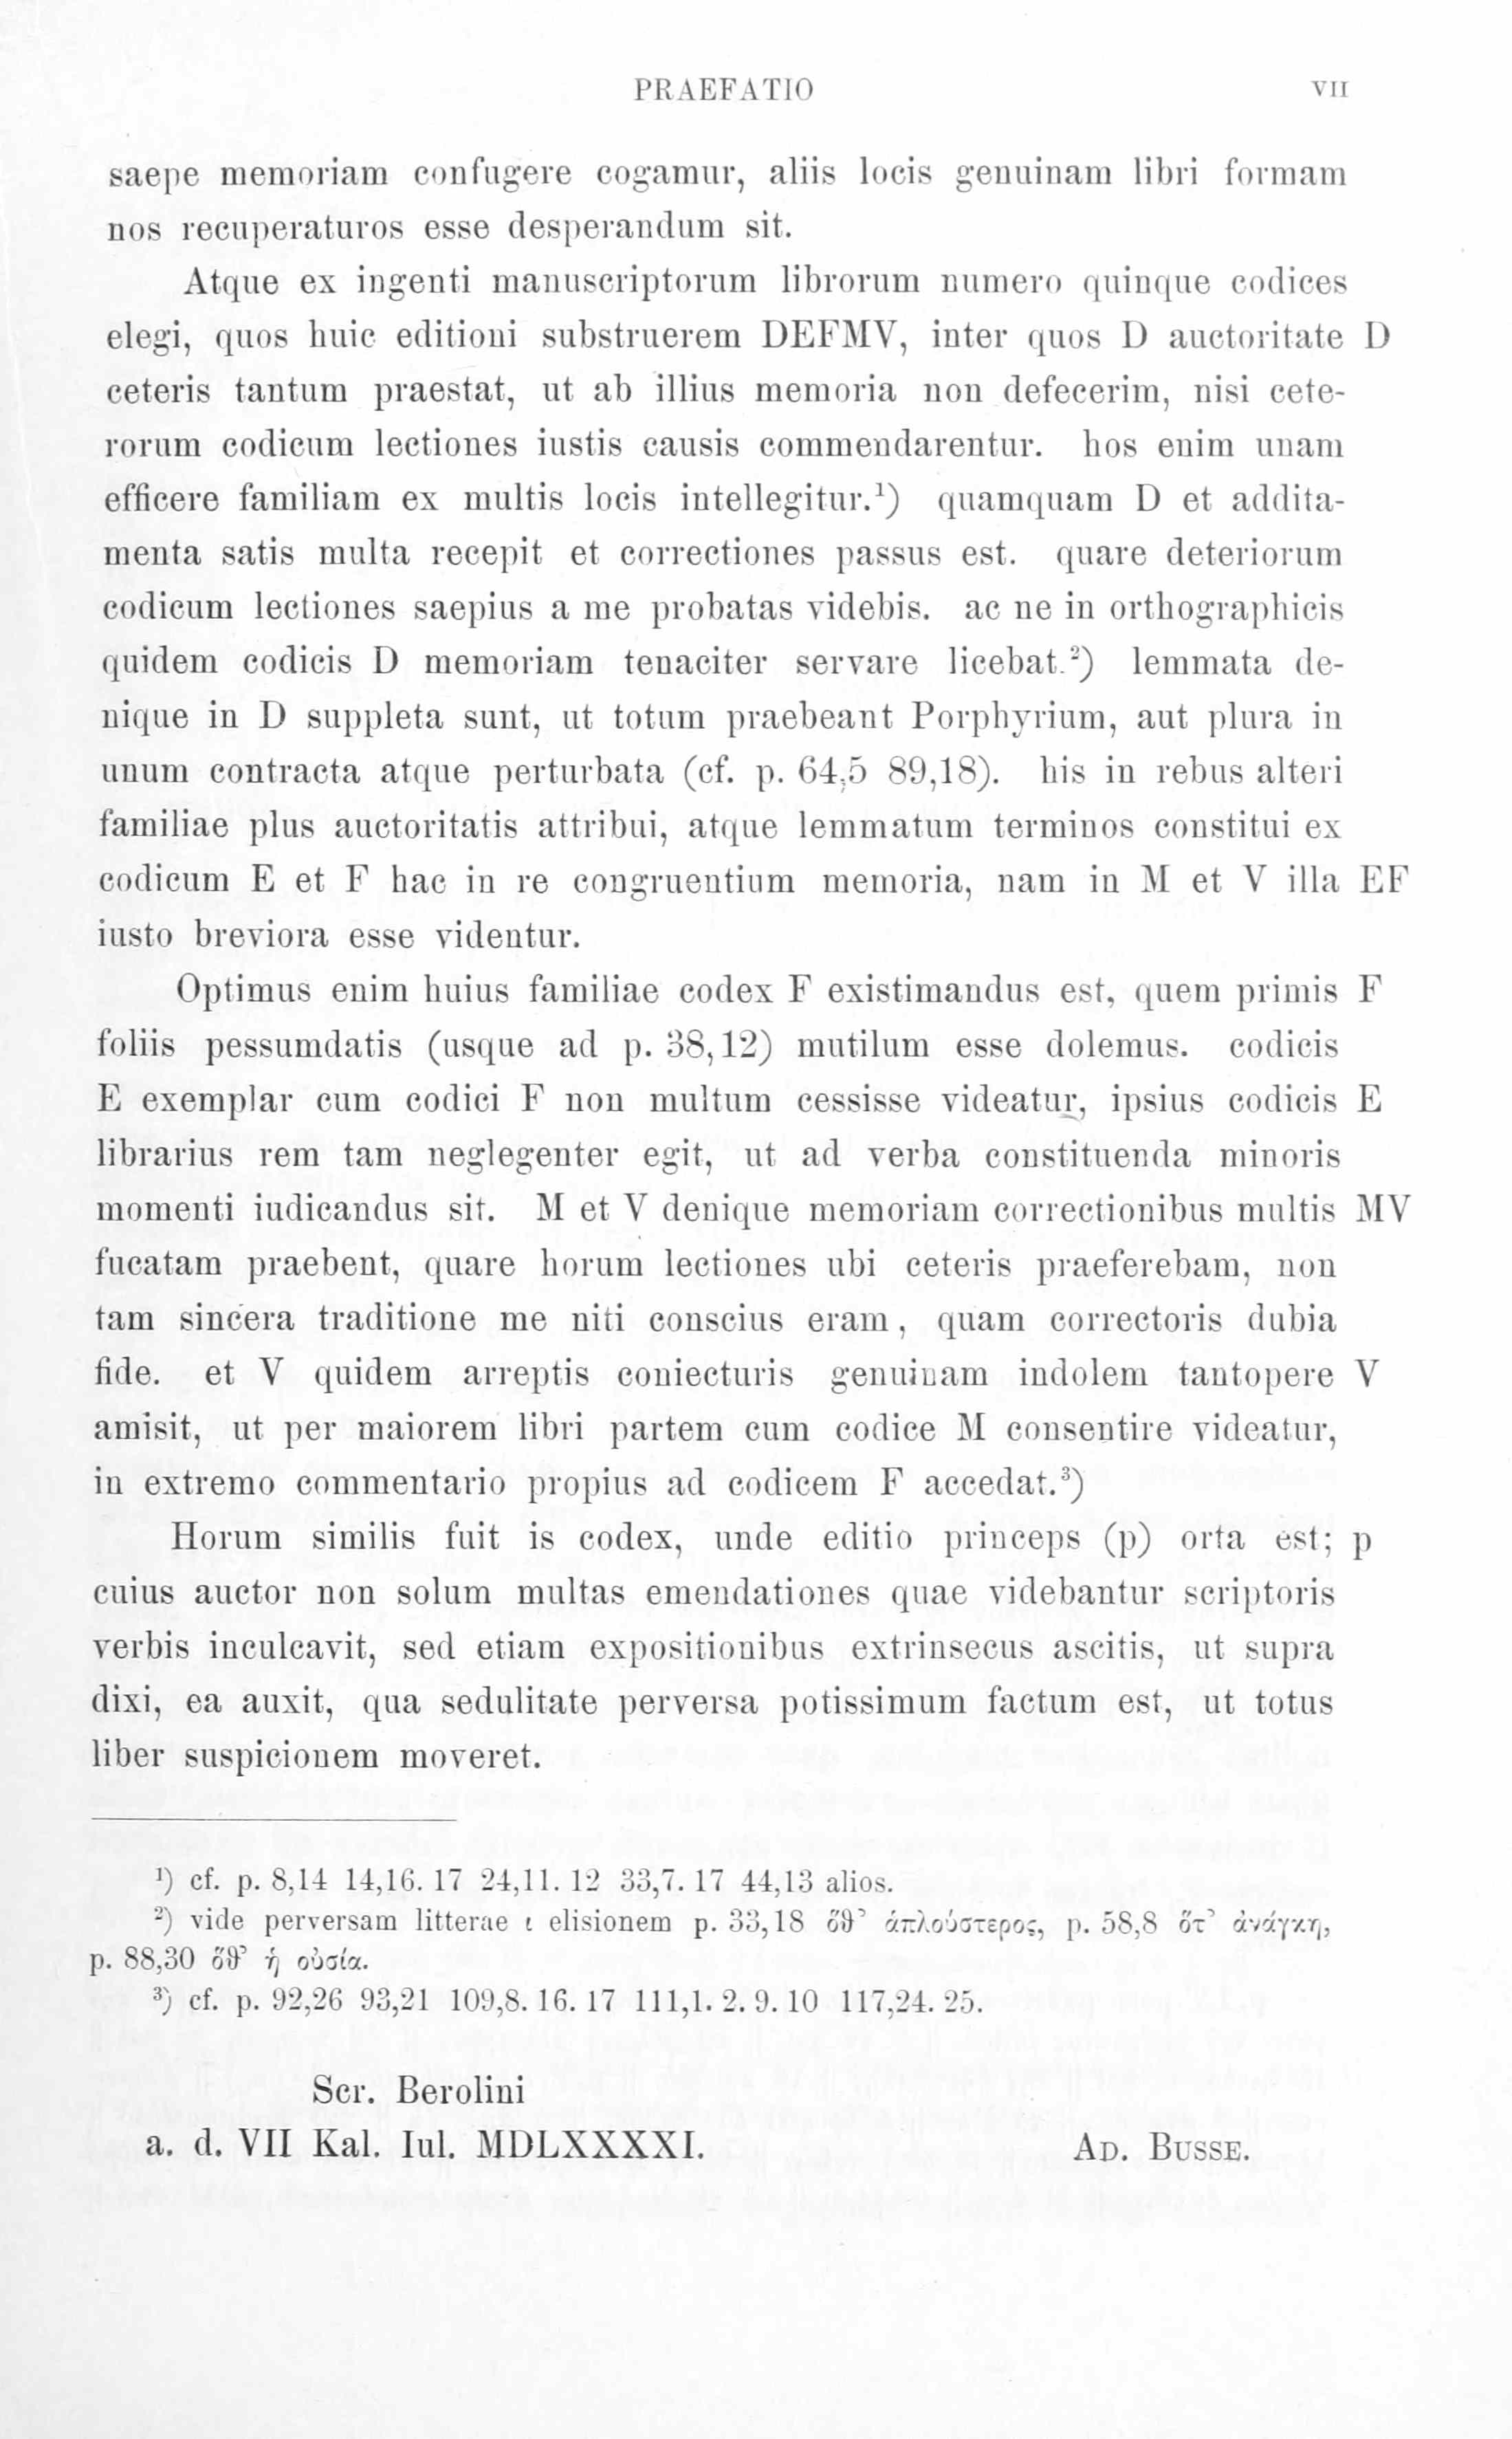 PRAEFATIO VII
saepe memoriam confugere cogamur, aliis locis genuinam libri formam
nos recuperaturos esse desperandum sit.
Atque ex ingenti manuscriptorum librorum numero quinque codices
elegi, quos huic editioni substruerem DEFMV, inter quos D auctoritate D
ceteris tantum praestat, ut ab illius memoria non defecerim, nisi cete-
rorum codicum lectiones iustis causis commendarentur. hos enim unam
efficere familiam ex multis locis intellegitur.¹) quamquam D et addita-
menta satis multa recepit et correctiones passus est. quare deteriorum
codicum lectiones saepius a me probatas videbis. ac ne in orthographicis
quidem codicis D memoriam tenaciter servare licebat.²) lemmata de-
nique in D suppleta sunt, ut totum praebeant Porphyrium, aut plura in
unum contracta atque perturbata (cf. p. 64,5 89,18). his in rebus alteri
familiae plus auctoritatis attribui, atque lemmatum terminos constitui ex
codicum E et F hac in re congruentium memoria, nam in M et V illa EF
iusto breviora esse videntur.
Optimus enim huius familiae codex F existimandus est, quem primis F
foliis pessumdatis (usque ad p. 38,12) mutilum esse dolemus. codicis
E exemplar cum codici F non multum cessisse videatur, ipsius codicis E
librarius rem tam neglegenter egit, ut ad verba constituenda minoris
momenti iudicandus sit. M et V denique memoriam correctionibus multis MV
fucatam praebent, quare horum lectiones ubi ceteris praeferebam, non
tam sincera traditione me niti conscius eram, quam correctoris dubia
fide. et V quidem arreptis coniecturis genuinam indolem tantopere V
amisit, ut per maiorem libri partem cum codice M consentire videatur,
in extremo commentario propius ad codicem F accedat.³)
Horum similis fuit is codex, unde editio princeps (p) orta est; p
cuius auctor non solum multas emendationes quae videbantur scriptoris
verbis inculcavit, sed etiam expositionibus extrinsecus ascitis, ut supra
dixi, ea auxit, qua sedulitate perversa potissimum factum est, ut totus
liber suspicionem moveret.
¹) cf. p. 8,14 14,16. 17 24,11. 12 33,7. 17 44,13 alios.
²) vide perversam litterae ι elisionem p. 33,18 ὅθ’ ἁπλούστερος, p. 58,8 ὅτ’ ἀνάγκη,
p. 88,30 ὅθ’ ἡ οὐσία.
³) cf. p. 92,26 93,21 109,8. 16. 17 111,1. 2. 9. 10 117,24. 25.
Scr. Berolini
a. d. VII Kal. Iul. MDLXXXXI. AD. BUSSE.